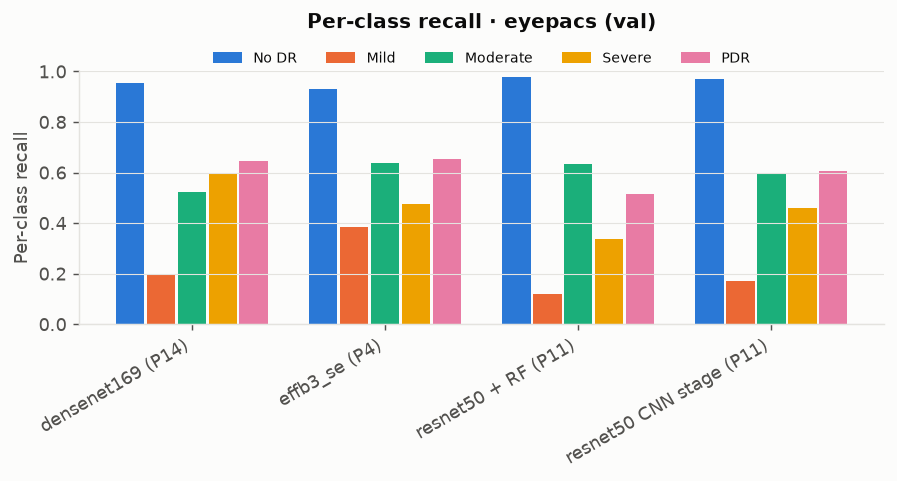 Per-class recall · eyepacs (val)
No DR Mild Moderate Severe PDR
Per-class recall
1.0
0.8
0.6
0.4
0.2
0.0
densenet169 (P14)
effb3_se (P4)
resnet50 + RF (P11)
resnet50 CNN stage (P11)